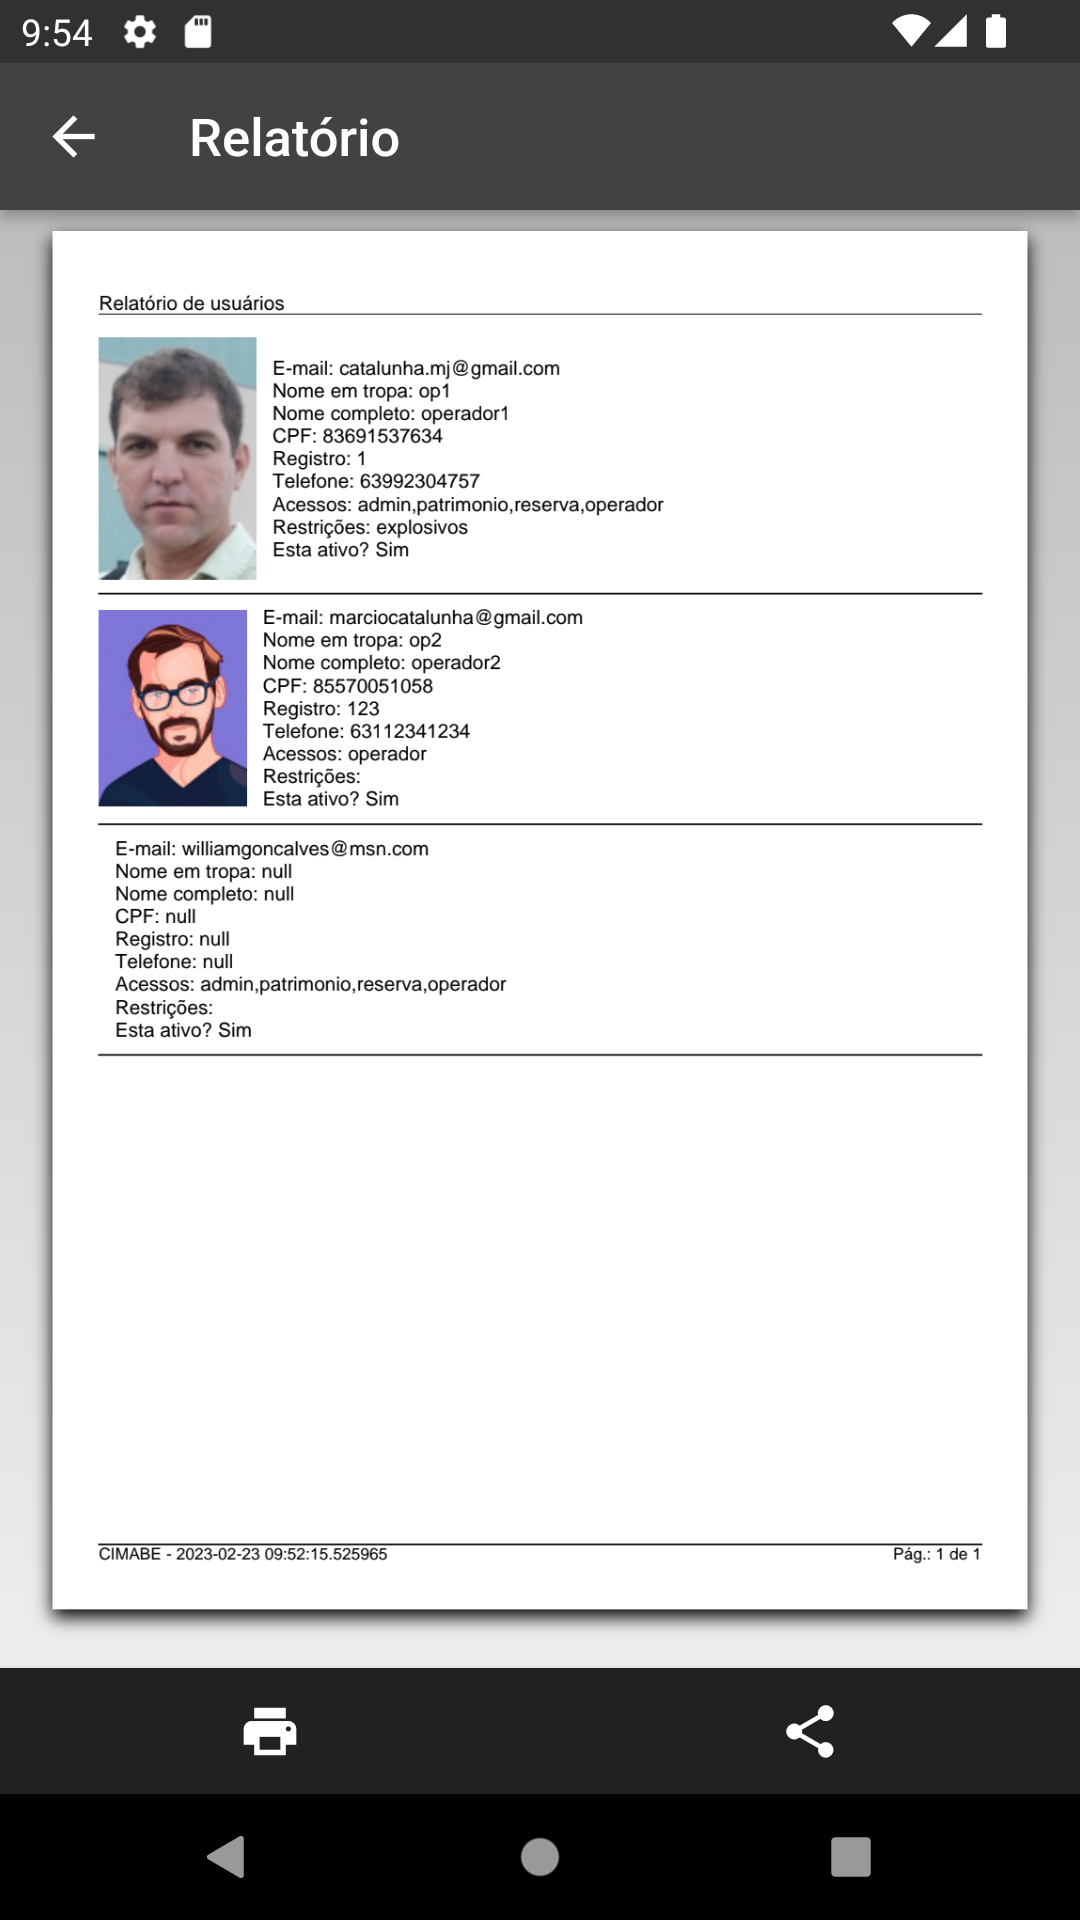 9:54
Relatório
Relatório de usuários
E-mail: catalunha.mj@gmail.com
Nome em tropa: op1
Nome completo: operador1
CPF: 83691537634
Registro: 1
Telefone: 63992304757
Acessos: admin,patrimonio,reserva,operador
Restrições: explosivos
Esta ativo? Sim
E-mail: marciocatalunha@gmail.com
Nome em tropa: op2
Nome completo: operador2
CPF: 85570051058
Registro: 123
Telefone: 63112341234
Acessos: operador
Restrições:
Esta ativo? Sim
E-mail: williamgoncalves@msn.com
Nome em tropa: null
Nome completo: null
CPF: null
Registro: null
Telefone: null
Acessos: admin,patrimonio,reserva,operador
Restrições:
Esta ativo? Sim
CIMABE - 2023-02-23 09:52:15.525965 Pág.: 1 de 1